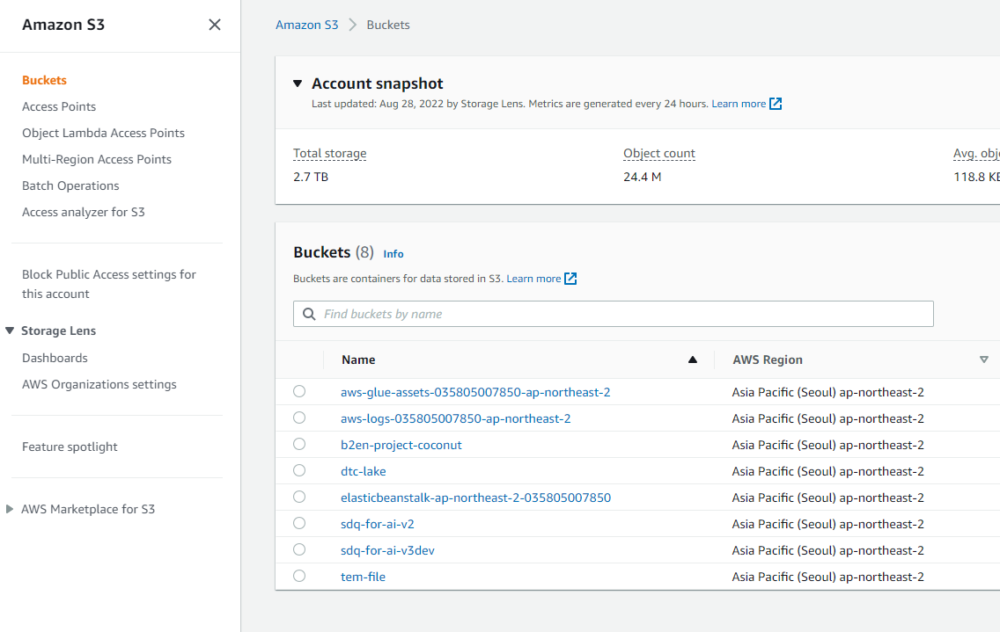 Amazon S3
Buckets
Access Points
Object Lambda Access Points
Multi-Region Access Points
Batch Operations
Access analyzer for S3
Block Public Access settings for
this account
Storage Lens
Dashboards
AWS Organizations settings
Feature spotlight
AWS Marketplace for S3
Amazon S3 Buckets
Account snapshot
Last updated: Aug 28, 2022 by Storage Lens. Metrics are generated every 24 hours. Learn more
Total storage Object count Avg. obje
2.7 TB 24.4 M 118.8 KB
Buckets (8) Info
Buckets are containers for data stored in S3. Learn more
Find buckets by name
Name AWS Region
aws-glue-assets-035805007850-ap-northeast-2 Asia Pacific (Seoul) ap-northeast-2
aws-logs-035805007850-ap-northeast-2 Asia Pacific (Seoul) ap-northeast-2
b2en-project-coconut Asia Pacific (Seoul) ap-northeast-2
dtc-lake Asia Pacific (Seoul) ap-northeast-2
elasticbeanstalk-ap-northeast-2-035805007850 Asia Pacific (Seoul) ap-northeast-2
sdq-for-ai-v2 Asia Pacific (Seoul) ap-northeast-2
sdq-for-ai-v3dev Asia Pacific (Seoul) ap-northeast-2
tem-file Asia Pacific (Seoul) ap-northeast-2